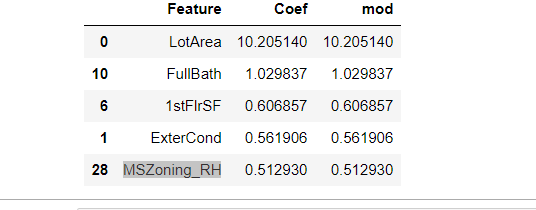 Feature Coef mod
0 LotArea 10.205140 10.205140
10 FullBath 1.029837 1.029837
6 1stFlrSF 0.606857 0.606857
1 ExterCond 0.561906 0.561906
28 MSZoning_RH 0.512930 0.512930